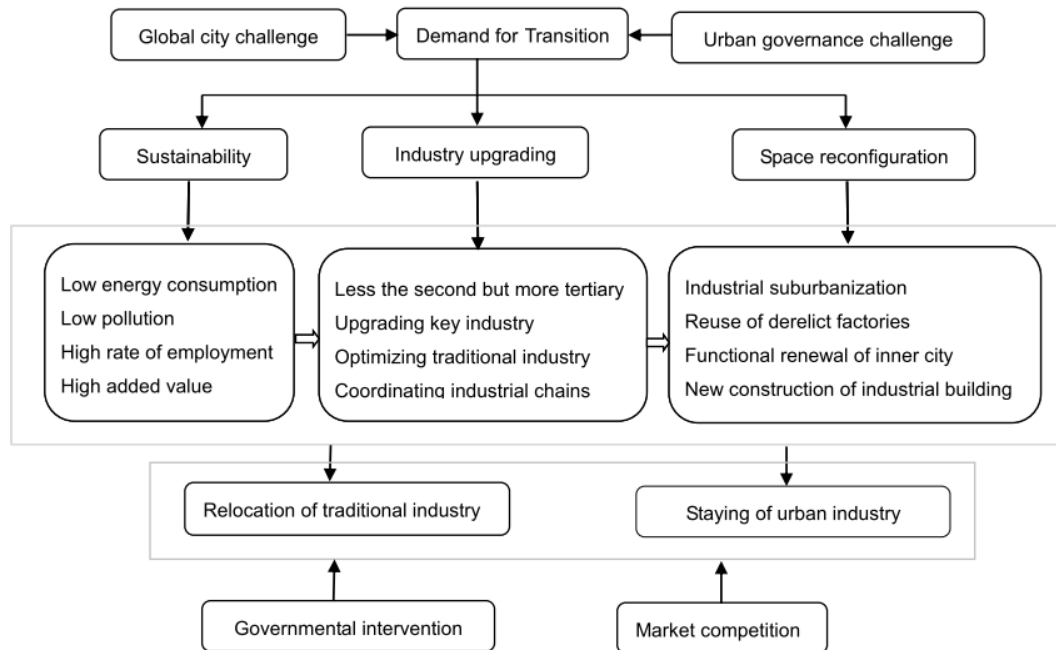 Global city challenge
Demand for Transition
Urban governance challenge
Sustainability
Industry upgrading
Space reconfiguration
Low energy consumption
Low pollution
High rate of employment
High added value
Less the second but more tertiary
Upgrading key industry
Optimizing traditional industry
Coordinating industrial chains
Industrial suburbanization
Reuse of derelict factories
Functional renewal of inner city
New construction of industrial building
Relocation of traditional industry
Staying of urban industry
Governmental intervention
Market competition